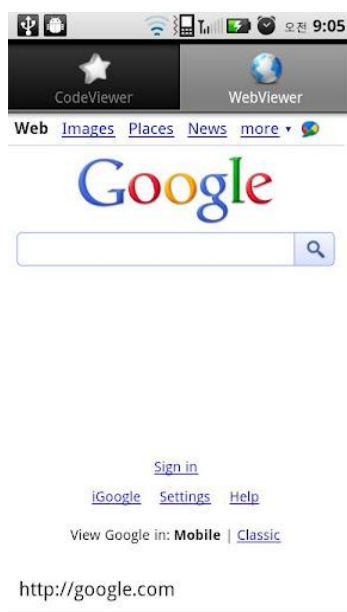 오전 9:05
CodeViewer WebViewer
Web Images Places News more
Google
Sign in
iGoogle Settings Help
View Google in: Mobile | Classic
http://google.com